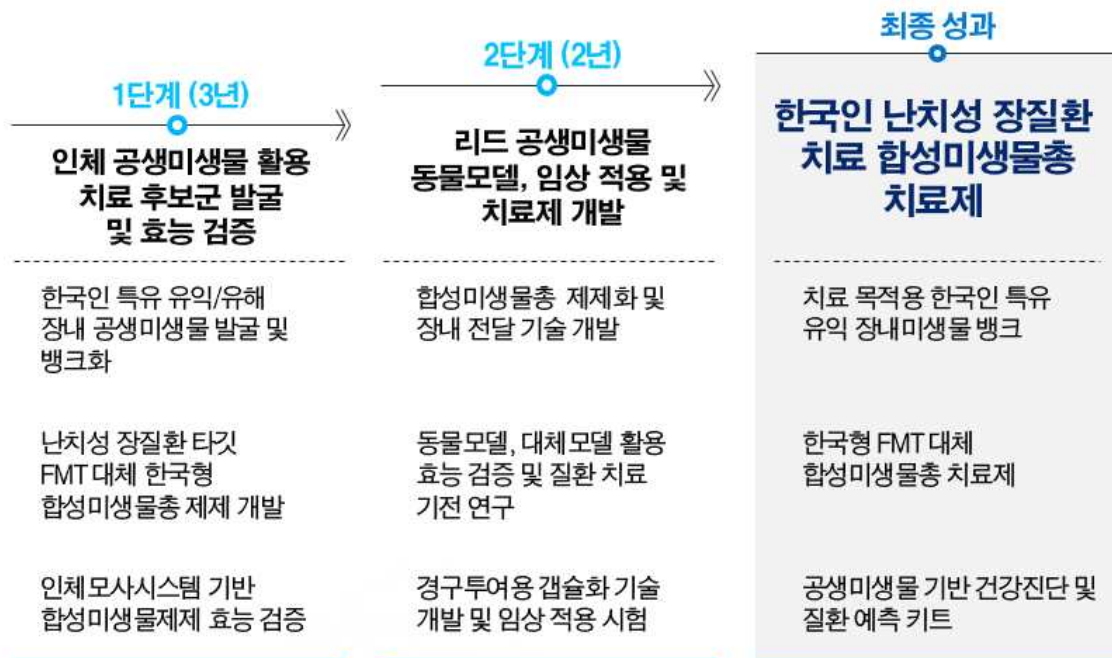 1단계 (3년)
인체 공생미생물 활용
치료 후보군 발굴
및 효능 검증
한국인 특유 유익/유해
장내 공생미생물 발굴 및
뱅크화
난치성 장질환 타깃
FMT 대체 한국형
합성미생물총 제제 개발
인체모사시스템 기반
합성미생물제제 효능 검증
2단계 (2년)
리드 공생미생물
동물모델, 임상 적용 및
치료제 개발
합성미생물총 제제화 및
장내 전달 기술 개발
동물모델, 대체모델 활용
효능 검증 및 질환 치료
기전 연구
경구투여용 캡슐화 기술
개발 및 임상 적용 시험
최종 성과
한국인 난치성 장질환
치료 합성미생물총
치료제
치료 목적용 한국인 특유
유익 장내미생물 뱅크
한국형 FMT 대체
합성미생물총 치료제
공생미생물 기반 건강진단 및
질환 예측 키트